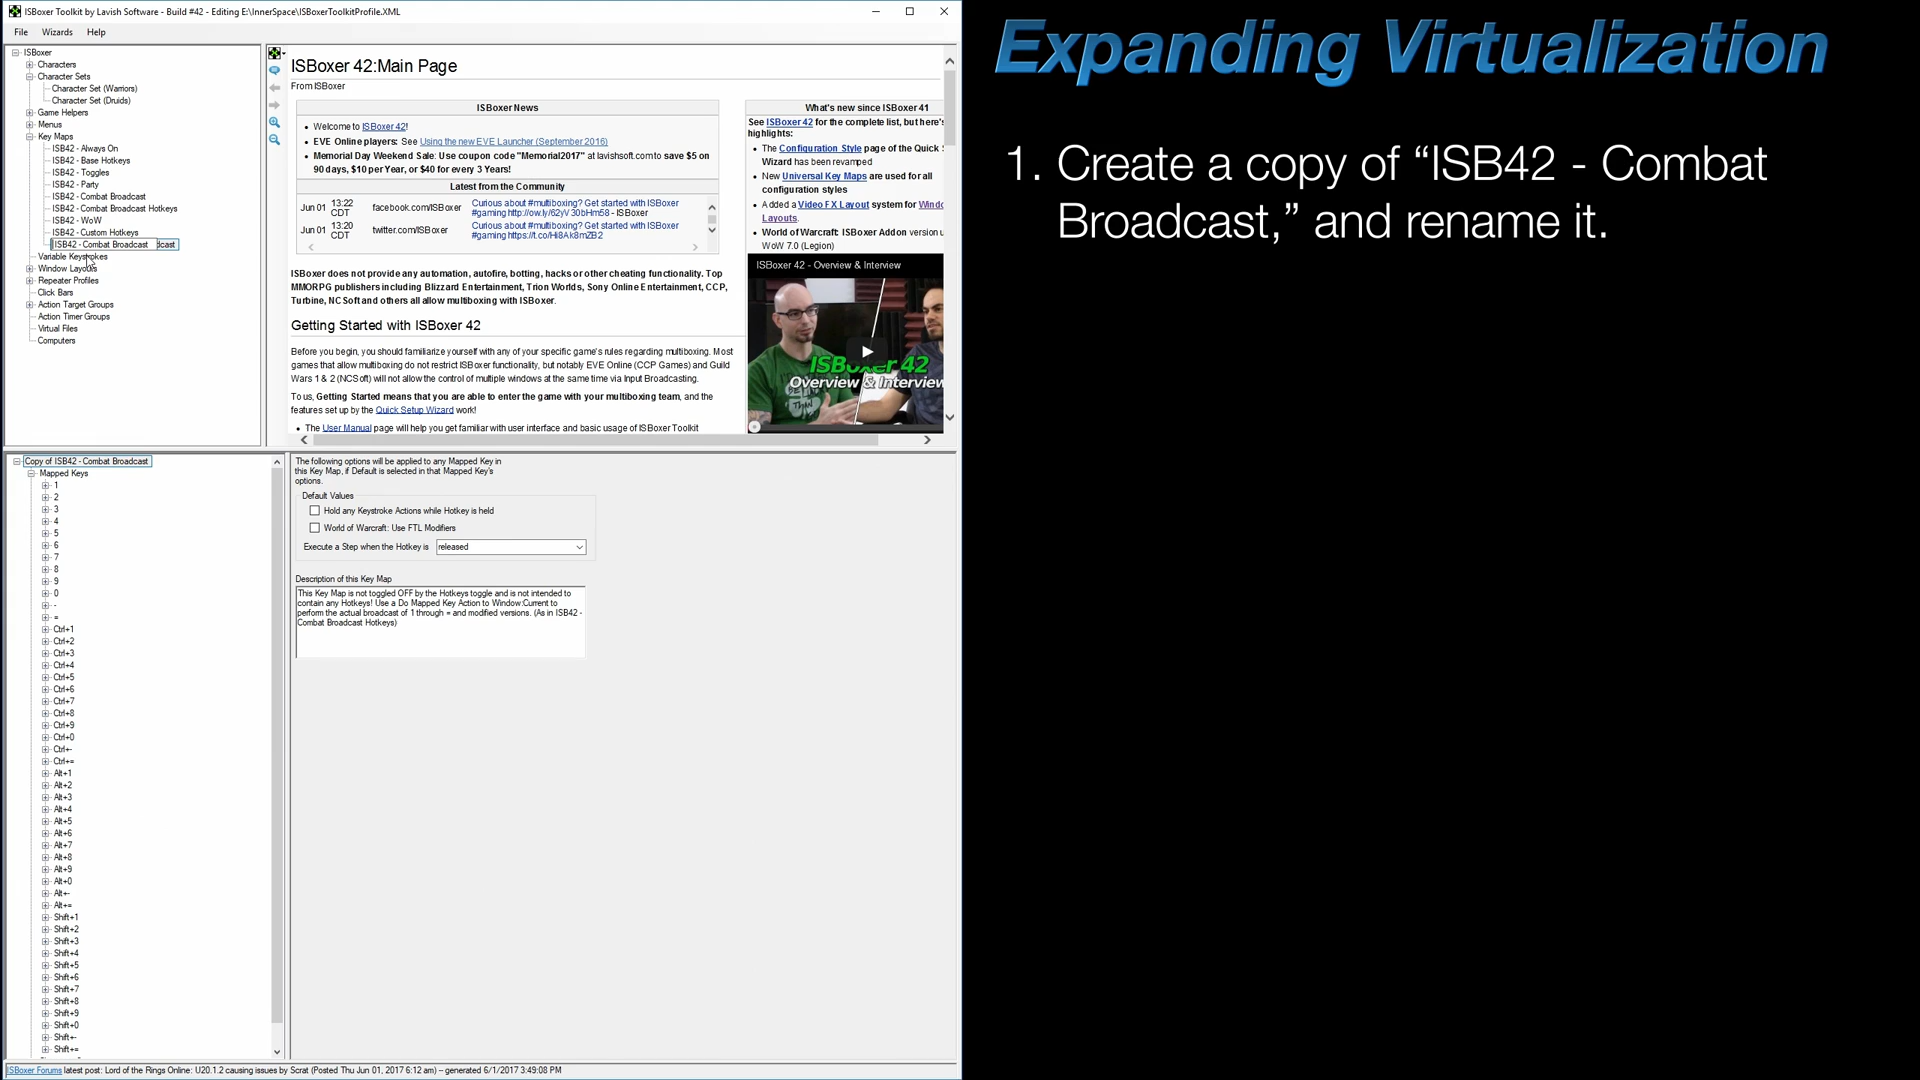 ISBoxer Toolkit by Lavish Software - Build #42 - Editing E:\InnerSpace\ISBoxerToolkitProfile.XML
File Wizards Help
ISBoxer
Characters
Character Sets
Character Set (Warriors)
Character Set (Druids)
Game Helpers
Menus
Key Maps
ISB42 - Always On
ISB42 - Base Hotkeys
ISB42 - Toggles
ISB42 - Party
ISB42 - Combat Broadcast
ISB42 - Combat Broadcast Hotkeys
ISB42 - WoW
ISB42 - Custom Hotkeys
ISB42 - Combat Broadcast dcast
Variable Keystrokes
Window Layouts
Repeater Profiles
Click Bars
Action Target Groups
Action Timer Groups
Virtual Files
Computers
ISBoxer 42:Main Page
From ISBoxer
ISBoxer News
Welcome to ISBoxer 42!
EVE Online players: See Using the new EVE Launcher (September 2016)
Memorial Day Weekend Sale: Use coupon code "Memorial2017" at lavishsoft.com to save $5 on
90 days, $10 per Year, or $40 for every 3 Years!
Latest from the Community
Jun 01 13:22 CDT facebook.com/ISBoxer Curious about #multiboxing? Get started with ISBoxer
#gaming http://ow.ly/62yV30bHm58 - ISBoxer
Jun 01 13:20 CDT twitter.com/ISBoxer Curious about #multiboxing? Get started with ISBoxer
#gaming https://t.co/Hi8Ak8mZB2
ISBoxer does not provide any automation, autofire, botting, hacks or other cheating functionality. Top
MMORPG publishers including Blizzard Entertainment, Trion Worlds, Sony Online Entertainment, CCP,
Turbine, NCSoft and others all allow multiboxing with ISBoxer.
Getting Started with ISBoxer 42
Before you begin, you should familiarize yourself with any of your specific game's rules regarding multiboxing. Most
games that allow multiboxing do not restrict ISBoxer functionality, but notably EVE Online (CCP Games) and Guild
Wars 1 & 2 (NCSoft) will not allow the control of multiple windows at the same time via Input Broadcasting.
To us, Getting Started means that you are able to enter the game with your multiboxing team, and the
features set up by the Quick Setup Wizard work!
The User Manual page will help you get familiar with user interface and basic usage of ISBoxer Toolkit
What's new since ISBoxer 41
See ISBoxer 42 for the complete list, but here's
highlights:
The Configuration Style page of the Quick S
Wizard has been revamped
New Universal Key Maps are used for all
configuration styles
Added a Video FX Layout system for Windo
Layouts.
World of Warcraft: ISBoxer Addon version u
WoW 7.0 (Legion)
ISBoxer 42 - Overview & Interview
ISBoxer 42
Overview & Interview
Copy of ISB42 - Combat Broadcast
Mapped Keys
1
2
3
4
5
6
7
8
9
0
-
=
Ctrl+1
Ctrl+2
Ctrl+3
Ctrl+4
Ctrl+5
Ctrl+6
Ctrl+7
Ctrl+8
Ctrl+9
Ctrl+0
Ctrl+-
Ctrl+=
Alt+1
Alt+2
Alt+3
Alt+4
Alt+5
Alt+6
Alt+7
Alt+8
Alt+9
Alt+0
Alt+-
Alt+=
Shift+1
Shift+2
Shift+3
Shift+4
Shift+5
Shift+6
Shift+7
Shift+8
Shift+9
Shift+0
Shift+-
Shift+=
The following options will be applied to any Mapped Key in
this Key Map, if Default is selected in that Mapped Key's
options.
Default Values
Hold any Keystroke Actions while Hotkey is held
World of Warcraft: Use FTL Modifiers
Execute a Step when the Hotkey is released
Description of this Key Map
This Key Map is not toggled OFF by the Hotkeys toggle and is not intended to
contain any Hotkeys! Use a Do Mapped Key Action to Window:Current to
perform the actual broadcast of 1 through = and modified versions. (As in ISB42 -
Combat Broadcast Hotkeys)
ISBoxer Forums latest post: Lord of the Rings Online: U20.1.2 causing issues by Scrat (Posted Thu Jun 01, 2017 6:12 am) -- generated 6/1/2017 3:49:08 PM
Expanding Virtualization
1. Create a copy of “ISB42 - Combat
Broadcast,” and rename it.